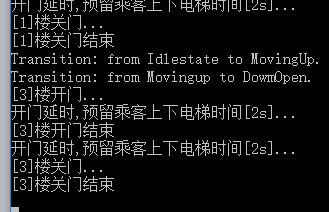 开门延时,预留乘客上下电梯时间[2s]...
[1]楼关门...
[1]楼关门结束
Transition: from Idlestate to MovingUp.
Transition: from Movingup to DowmOpen.
[3]楼开门...
开门延时,预留乘客上下电梯时间[2s]...
[3]楼开门结束
开门延时,预留乘客上下电梯时间[2s]...
[3]楼关门...
[3]楼关门结束